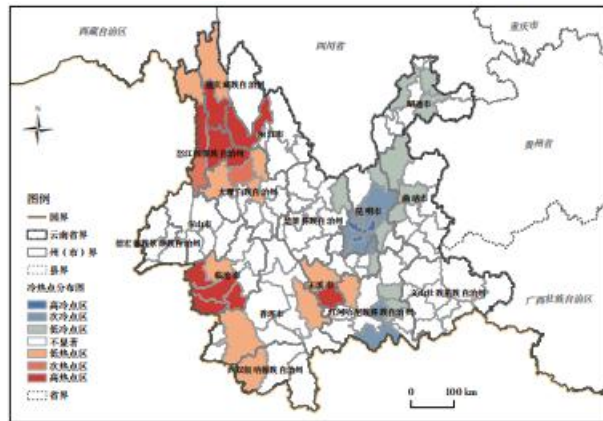 西藏自治区
四川省
重庆市
贵州省
广西壮族自治区
N
迪庆藏族自治州
昭通市
丽江市
怒江傈僳族自治州
大理白族自治州
昆明市
曲靖市
楚雄彝族自治州
保山市
德宏傣族景颇族自治州
临沧市
玉溪市
文山壮族苗族自治州
红河哈尼族彝族自治州
普洱市
西双版纳傣族自治州
图例
国界
云南省界
州（市）界
县界
冷热点分布图
高冷点区
次冷点区
低冷点区
不显著
低热点区
次热点区
高热点区
省界
0 100 km